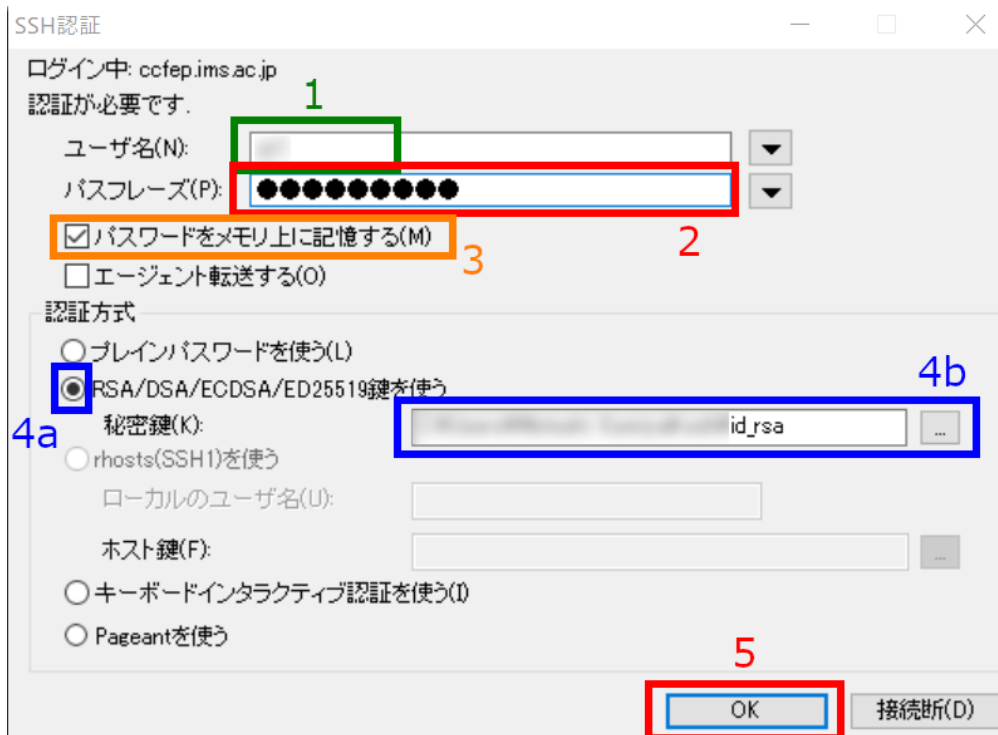 SSH認証
ログイン中: ccfep.ims.ac.jp
認証が必要です.
1
ユーザ名(N):
パスフレーズ(P): ●●●●●●●●●
2
パスワードをメモリ上に記憶する(M)
3
エージェント転送する(O)
認証方式
プレインパスワードを使う(L)
4a
RSA/DSA/ECDSA/ED25519鍵を使う
4b
秘密鍵(K): id_rsa ...
rhosts(SSH1)を使う
ローカルのユーザ名(U):
ホスト鍵(F): ...
キーボードインタラクティブ認証を使う(I)
Pageantを使う
5
OK 接続断(D)